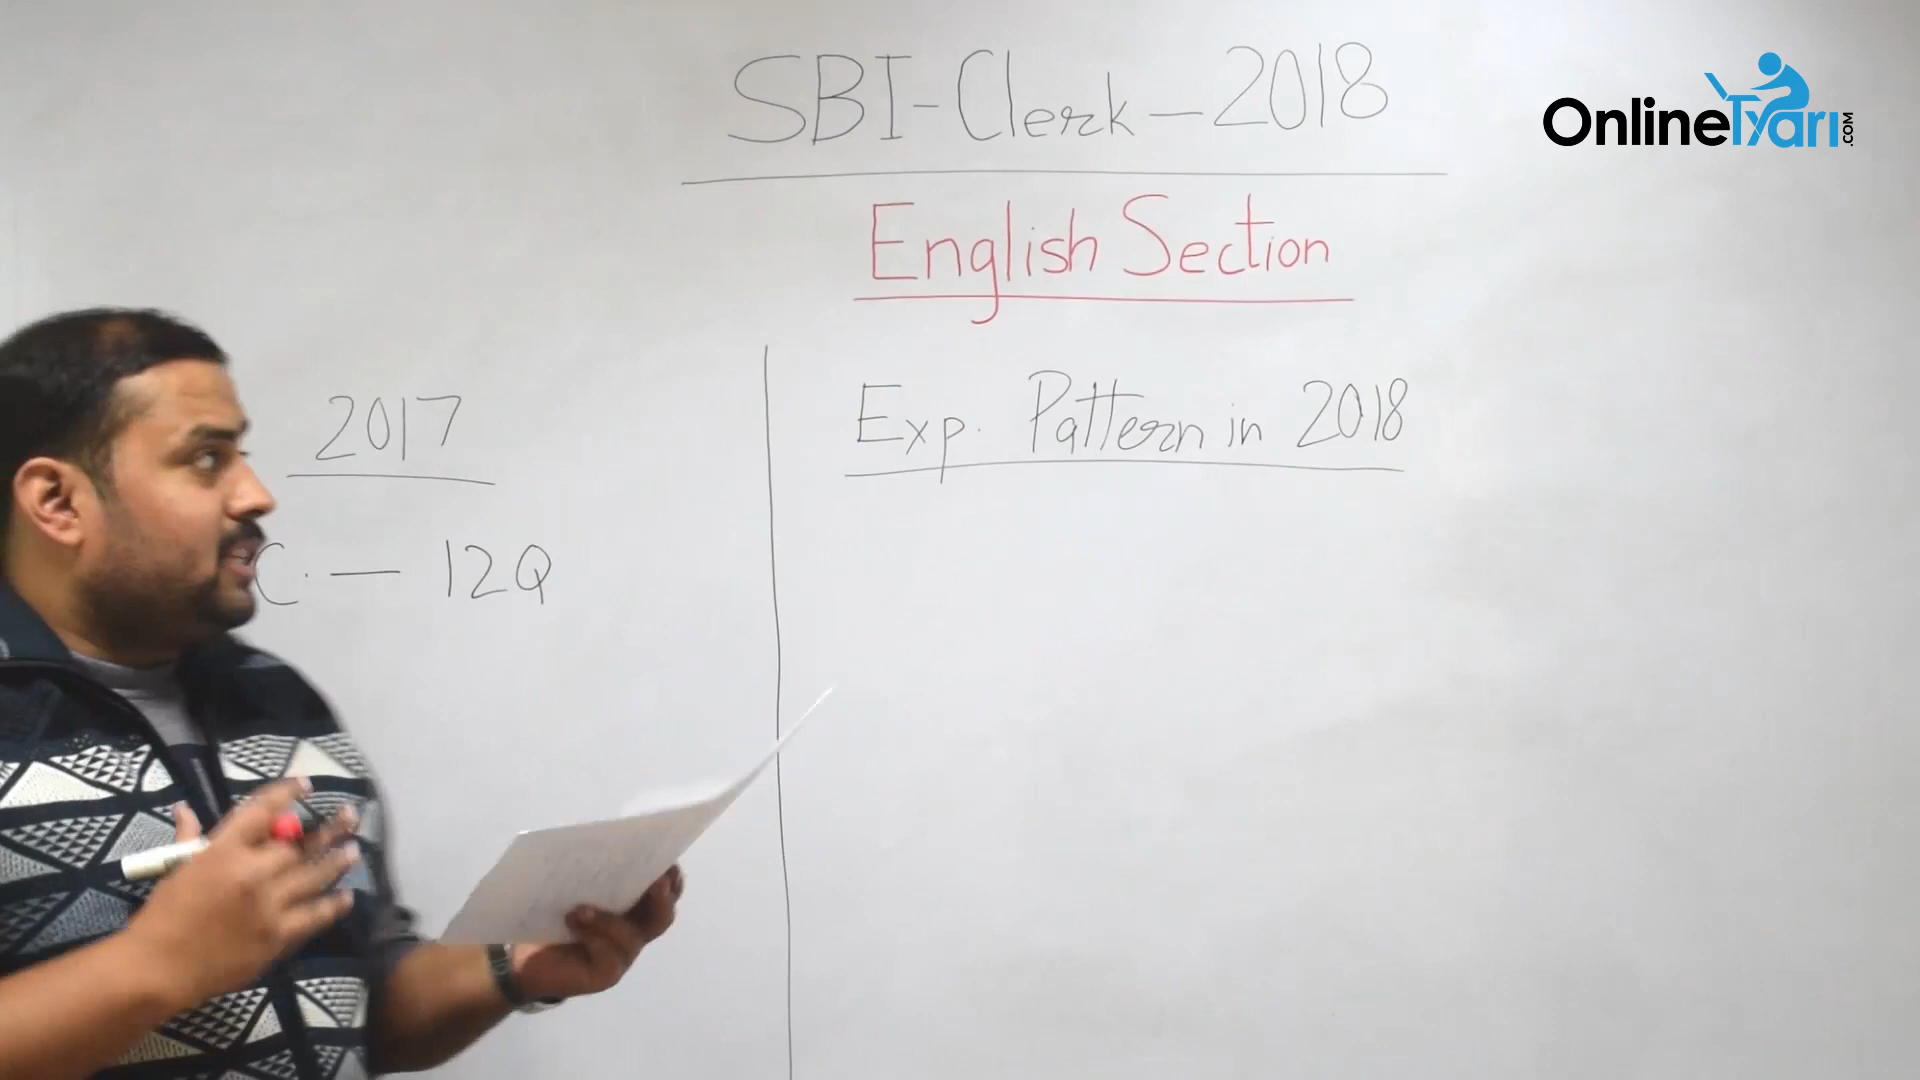 SBI-Clerk-2018
OnlineTyari.COM
English Section
2017
Exp. Pattern in 2018
C. — 12Q